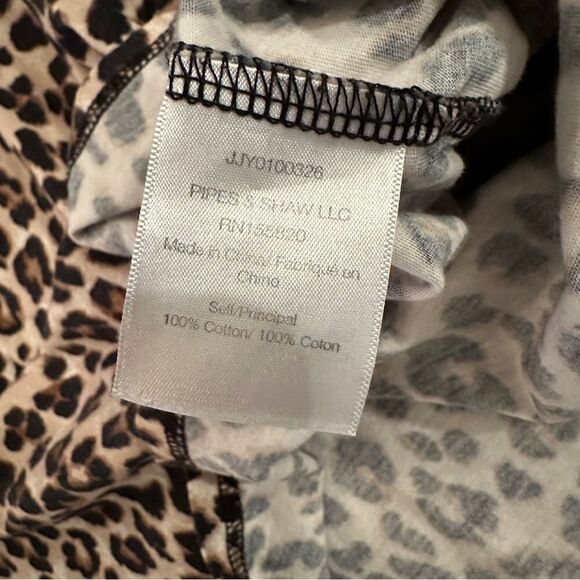 JJY0100326
PIPES & SHAW LLC
RN155820
Made in China/ Fabriqué en
Chine
Self/Principal
100% Cotton/ 100% Coton